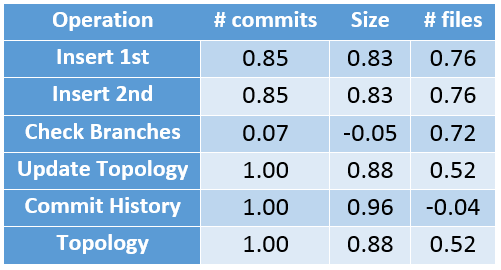 Operation # commits Size # files
Insert 1st 0.85 0.83 0.76
Insert 2nd 0.85 0.83 0.76
Check Branches 0.07 -0.05 0.72
Update Topology 1.00 0.88 0.52
Commit History 1.00 0.96 -0.04
Topology 1.00 0.88 0.52